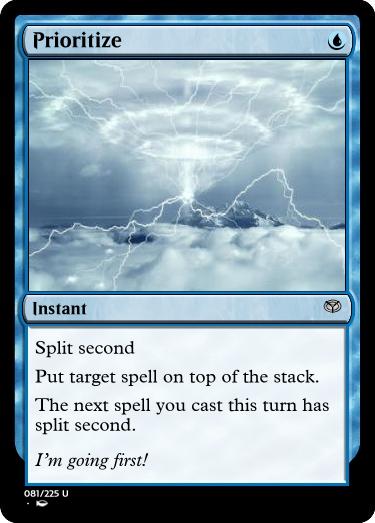 Prioritize
Instant
Split second
Put target spell on top of the stack.
The next spell you cast this turn has
split second.
I'm going first!
081/225 U